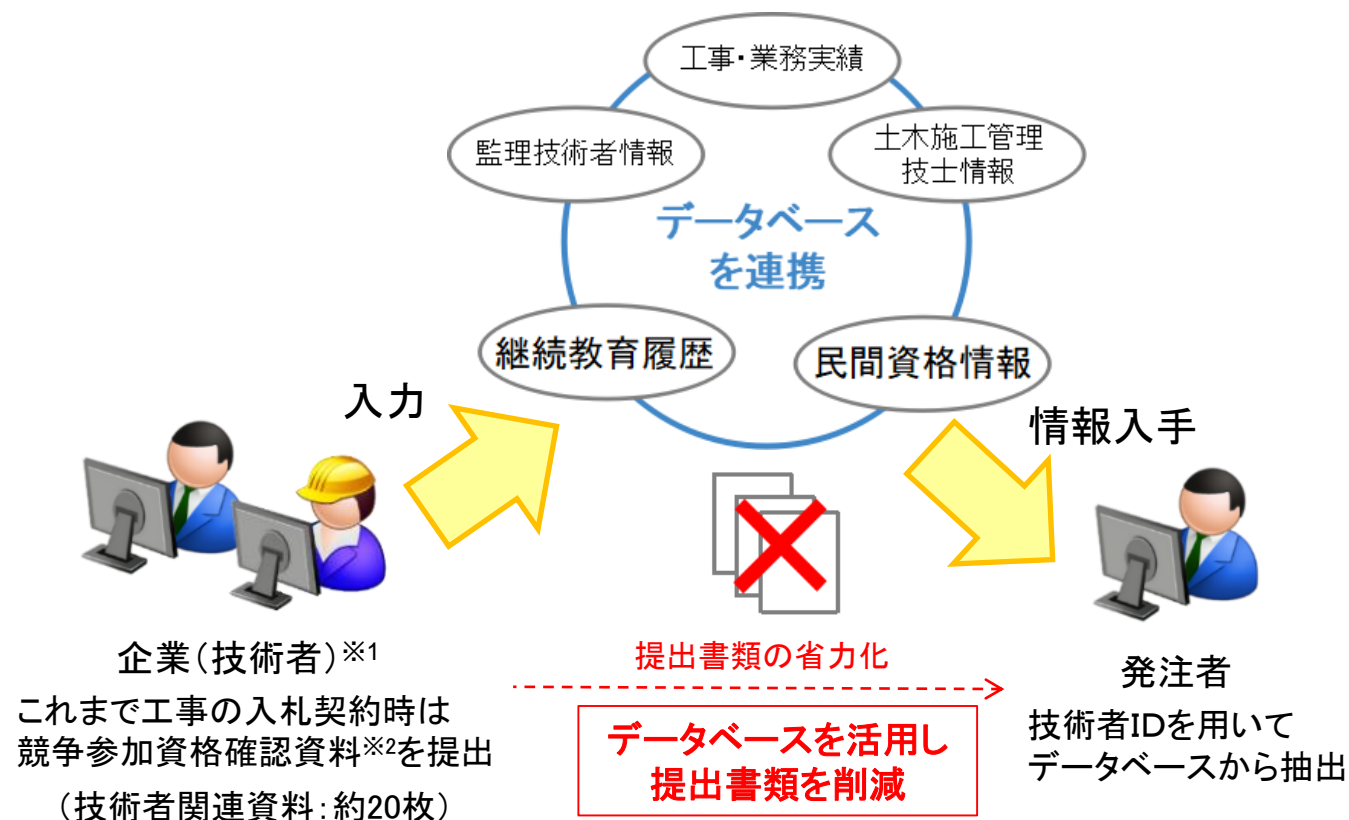 工事・業務実績
監理技術者情報
土木施工管理
技士情報
データベース
を連携
継続教育履歴
民間資格情報
入力
情報入手
企業(技術者)※1
これまで工事の入札契約時は
競争参加資格確認資料※2を提出
(技術者関連資料:約20枚)
提出書類の省力化
データベースを活用し
提出書類を削減
発注者
技術者IDを用いて
データベースから抽出